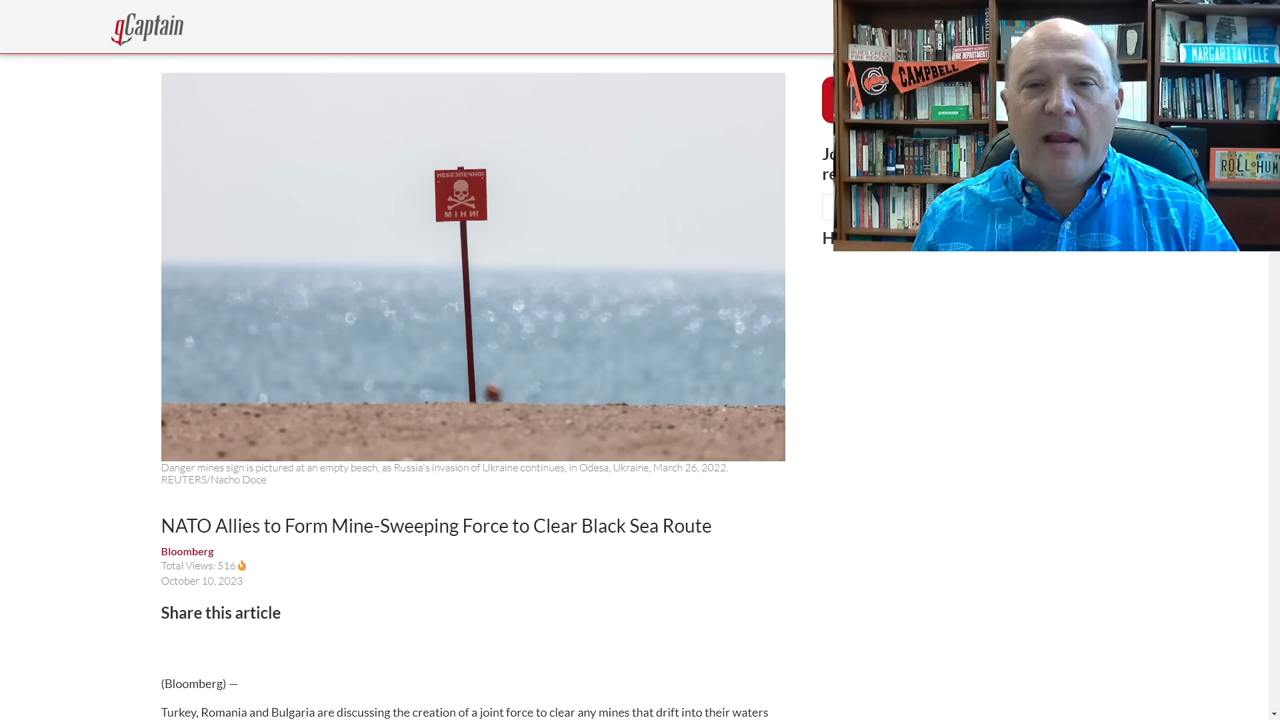 gCaptain
НЕБЕЗПЕЧНО!
МІНИ!
Danger mines sign is pictured at an empty beach, as Russia's invasion of Ukraine continues, in Odesa, Ukraine, March 26, 2022.
REUTERS/Nacho Doce
NATO Allies to Form Mine-Sweeping Force to Clear Black Sea Route
Bloomberg
Total Views: 516
October 10, 2023
Share this article
(Bloomberg) —
Turkey, Romania and Bulgaria are discussing the creation of a joint force to clear any mines that drift into their waters
Jo
re
H
CAMPBELL
MARGARITAVILLE